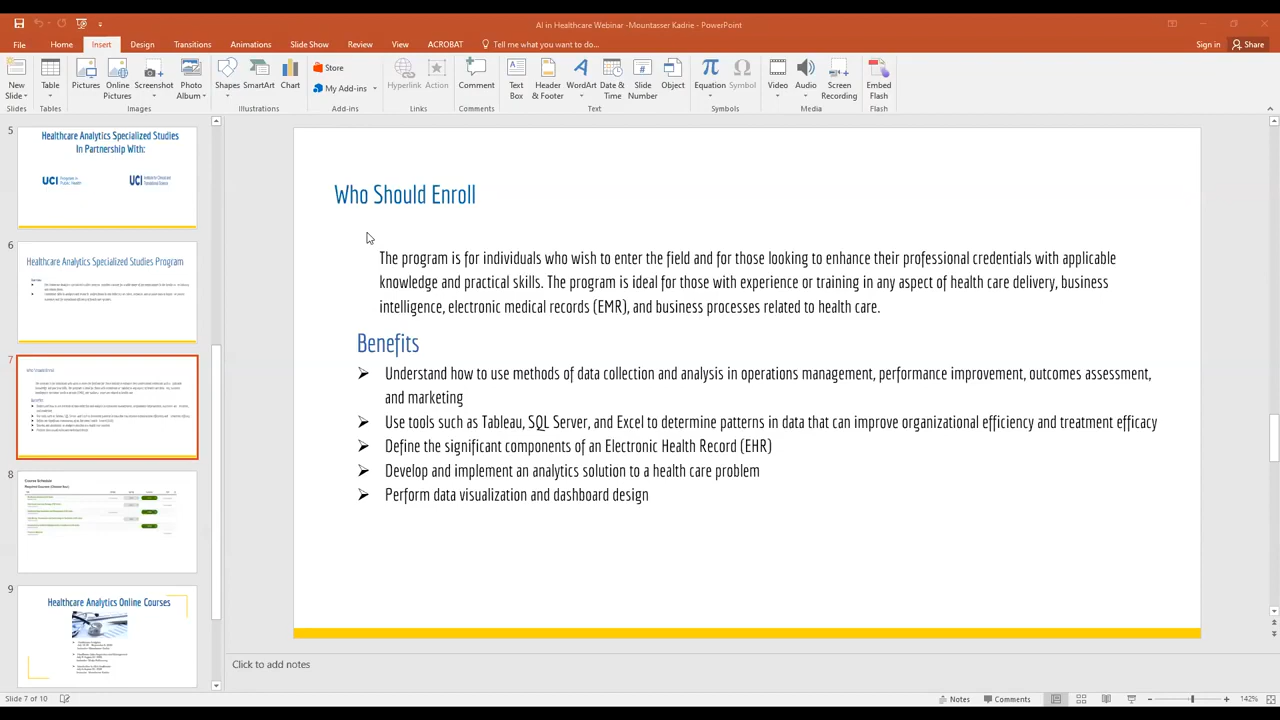 AI in Healthcare Webinar -Mountasser Kadrie - PowerPoint
File Home Insert Design Transitions Animations Slide Show Review View ACROBAT Tell me what you want to do... Sign in Share
New Slide Table Pictures Online Pictures Screenshot Photo Album Shapes SmartArt Chart Store My Add-ins Hyperlink Action Comment Text Box Header & Footer WordArt Date & Time Slide Number Object Equation Symbol Video Audio Screen Recording Embed Flash
Slides Tables Images Illustrations Add-ins Links Comments Text Symbols Media Flash
5
Healthcare Analytics Specialized Studies
In Partnership With:
UCI UCI
6
Healthcare Analytics Specialized Studies Program
7
Who Should Enroll
8
Course Schedule
9
Healthcare Analytics Online Courses
Who Should Enroll
The program is for individuals who wish to enter the field and for those looking to enhance their professional credentials with applicable
knowledge and practical skills. The program is ideal for those with experience or training in any aspect of health care delivery, business
intelligence, electronic medical records (EMR), and business processes related to health care.
Benefits
Understand how to use methods of data collection and analysis in operations management, performance improvement, outcomes assessment,
and marketing
Use tools such as Tableau, SQL Server, and Excel to determine patterns in data that can improve organizational efficiency and treatment efficacy
Define the significant components of an Electronic Health Record (EHR)
Develop and implement an analytics solution to a health care problem
Perform data visualization and dashboard design
Click to add notes
Slide 7 of 10 Notes Comments 142%